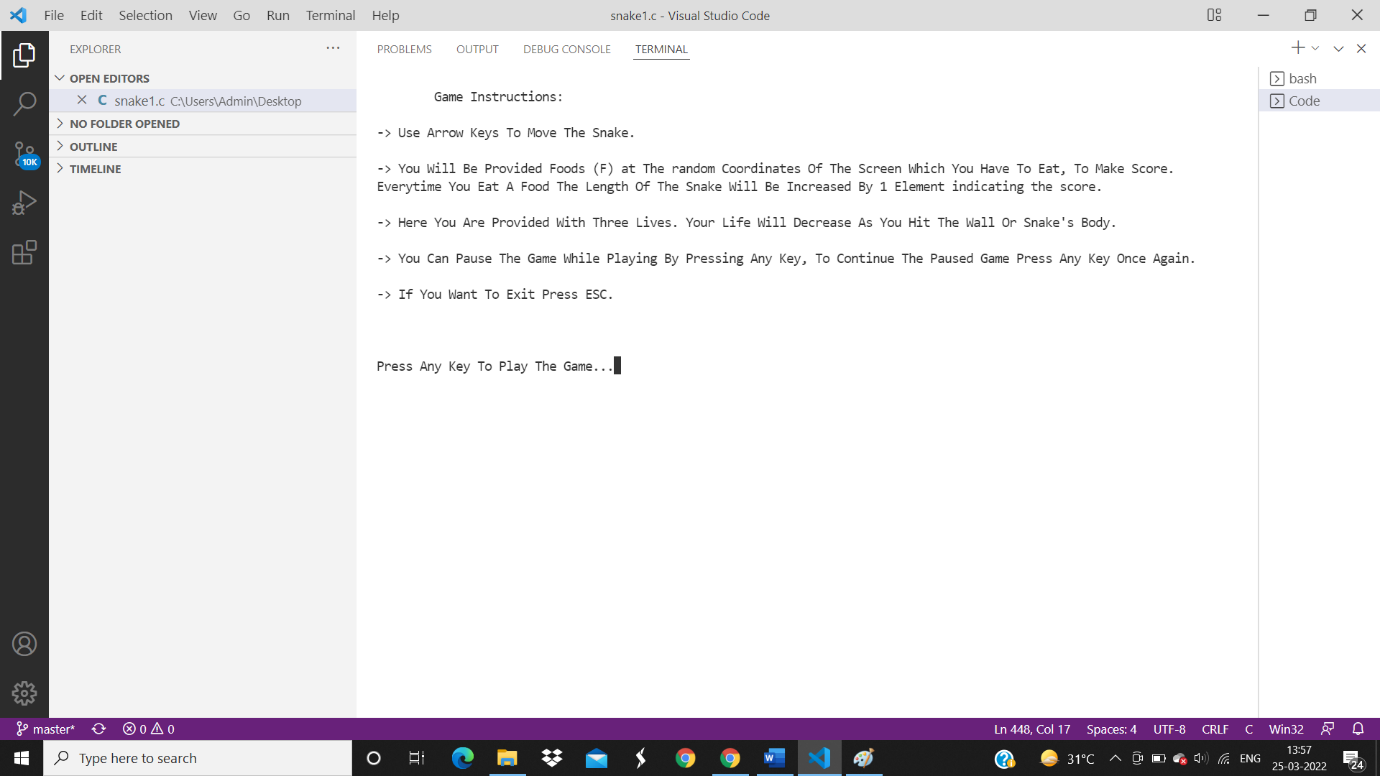 File Edit Selection View Go Run Terminal Help
snake1.c - Visual Studio Code
EXPLORER
OPEN EDITORS
C snake1.c C:\Users\Admin\Desktop
NO FOLDER OPENED
OUTLINE
TIMELINE
10K
PROBLEMS OUTPUT DEBUG CONSOLE TERMINAL
Game Instructions:
-> Use Arrow Keys To Move The Snake.
-> You Will Be Provided Foods (F) at The random Coordinates Of The Screen Which You Have To Eat, To Make Score.
Everytime You Eat A Food The Length Of The Snake Will Be Increased By 1 Element indicating the score.
-> Here You Are Provided With Three Lives. Your Life Will Decrease As You Hit The Wall Or Snake's Body.
-> You Can Pause The Game While Playing By Pressing Any Key, To Continue The Paused Game Press Any Key Once Again.
-> If You Want To Exit Press ESC.
Press Any Key To Play The Game...
bash
Code
master* 0 0
Ln 448, Col 17 Spaces: 4 UTF-8 CRLF C Win32
Type here to search
31°C ENG
13:57
25-03-2022
24